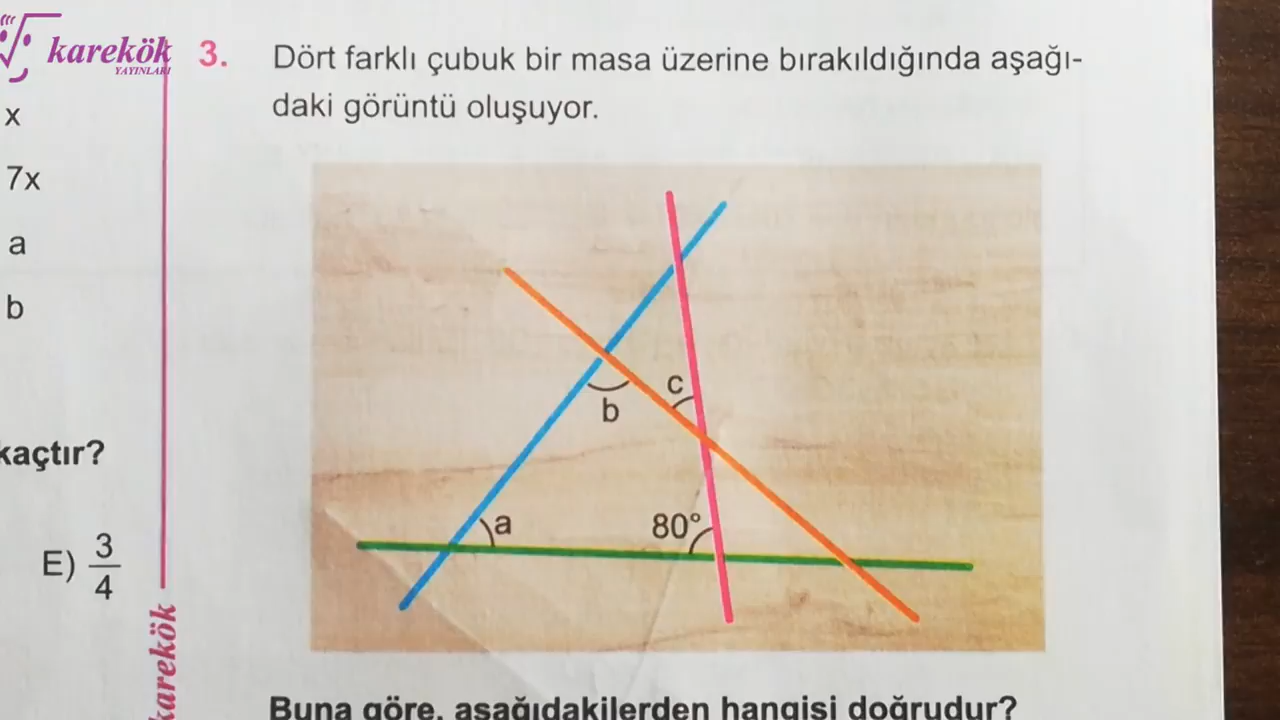 karekök
YAYINLARI
x
7x
a
b
kaçtır?
E) 3/4
karekök
3. Dört farklı çubuk bir masa üzerine bırakıldığında aşağı-
daki görüntü oluşuyor.
c
b
a
80°
Buna göre, aşağıdakilerden hangisi doğrudur?